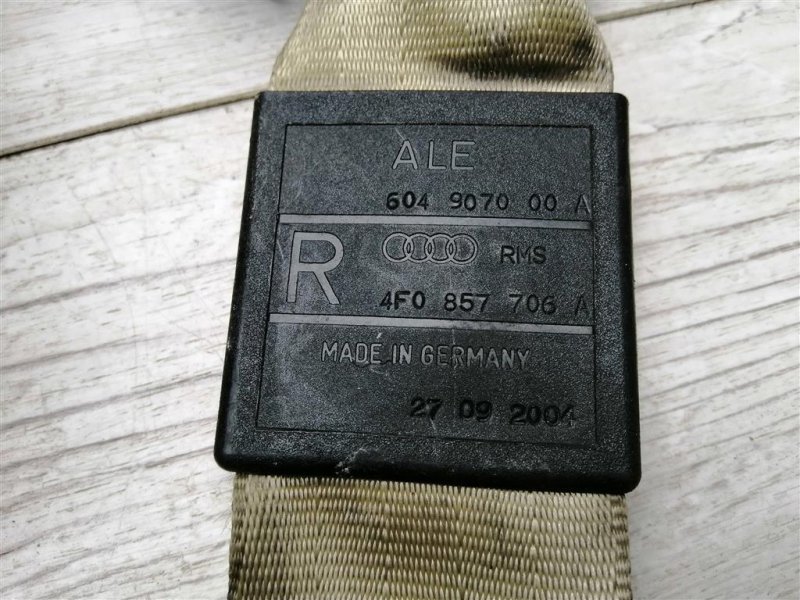 ALE
604 9070 00 A
R
RMS
4F0 857 706 A
MADE IN GERMANY
27 09 2004